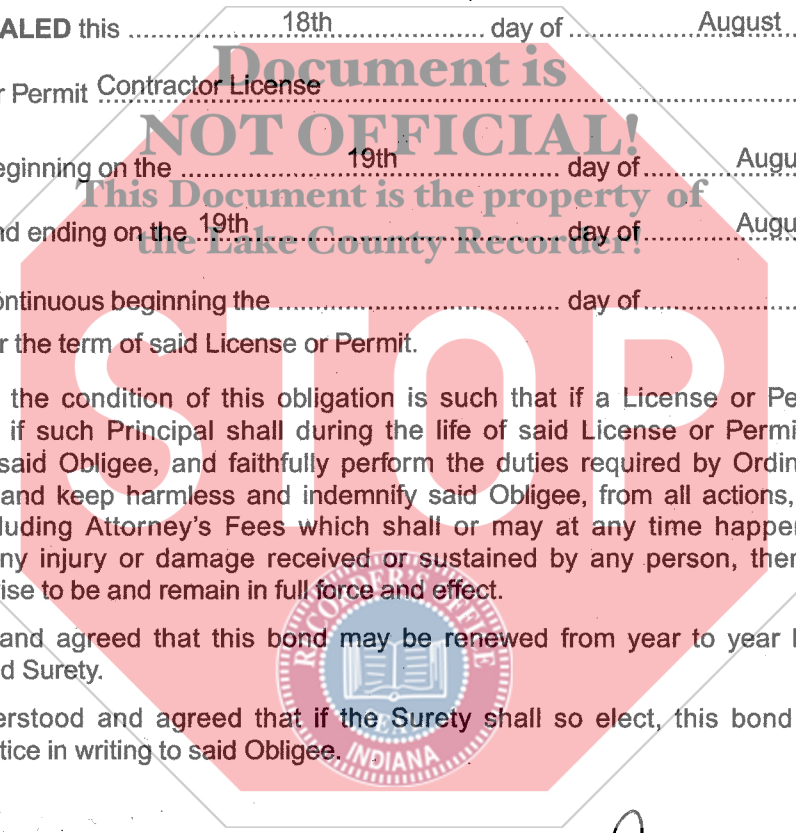 ALED this ........................ 18th ........................ day of ........................ August
Document is
r Permit Contractor License
NOT OFFICIAL!
eginning on the ........................ 19th ........................ day of ........................ Augu
This Document is the property of
nd ending on the 19th ........................ day of ........................ Augu
the Lake County Recorder!
ontinuous beginning the ........................ day of ........................
r the term of said License or Permit.
STOP
the condition of this obligation is such that if a License or Pe
if such Principal shall during the life of said License or Permi
said Obligee, and faithfully perform the duties required by Ordin
and keep harmless and indemnify said Obligee, from all actions,
luding Attorney's Fees which shall or may at any time happen
ny injury or damage received or sustained by any person, ther
ise to be and remain in full force and effect.
RECORDER'S OFFICE
and agreed that this bond may be renewed from year to year
d Surety.
SEAL
erstood and agreed that if the Surety shall so elect, this bond
tice in writing to said Obligee.
INDIANA